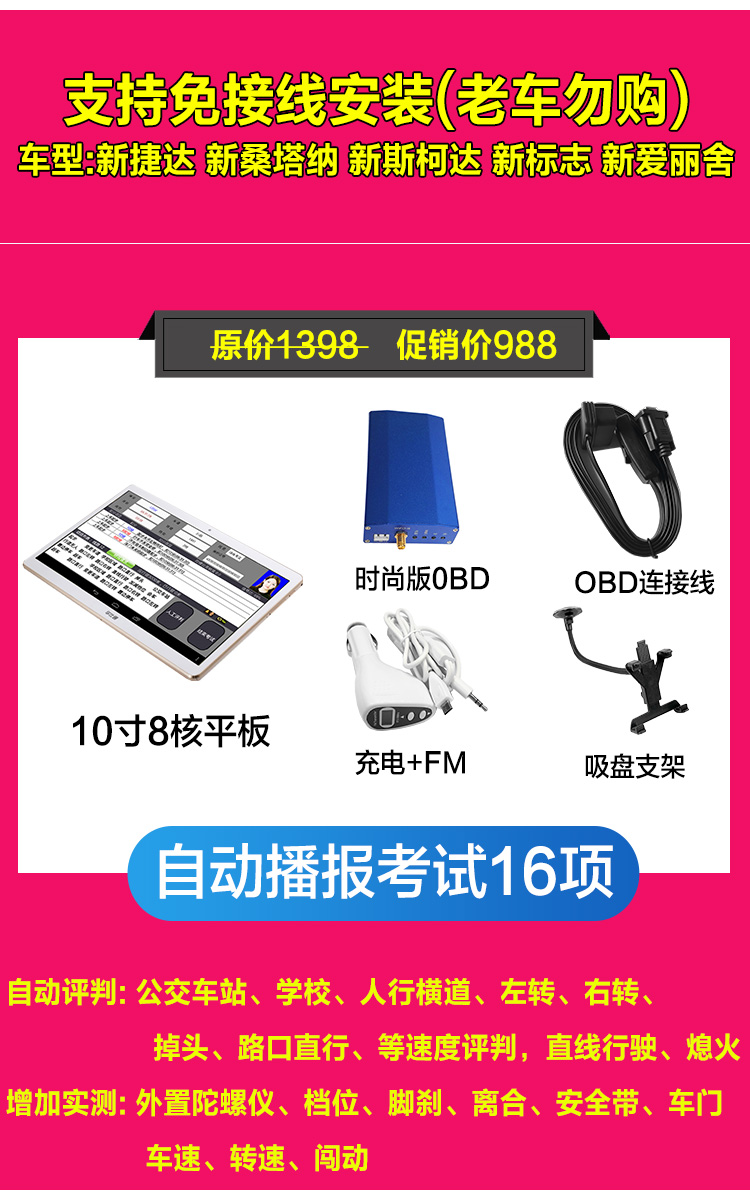 支持免接线安装(老车勿购)
车型:新捷达 新桑塔纳 新斯柯达 新标志 新爱丽舍
原价1398 促销价988
时尚版OBD
OBD连接线
10寸8核平板
充电+FM
吸盘支架
自动播报考试16项
自动评判: 公交车站、学校、人行横道、左转、右转、
掉头、路口直行、等速度评判，直线行驶、熄火
增加实测: 外置陀螺仪、档位、脚刹、离合、安全带、车门
车速、转速、闯动